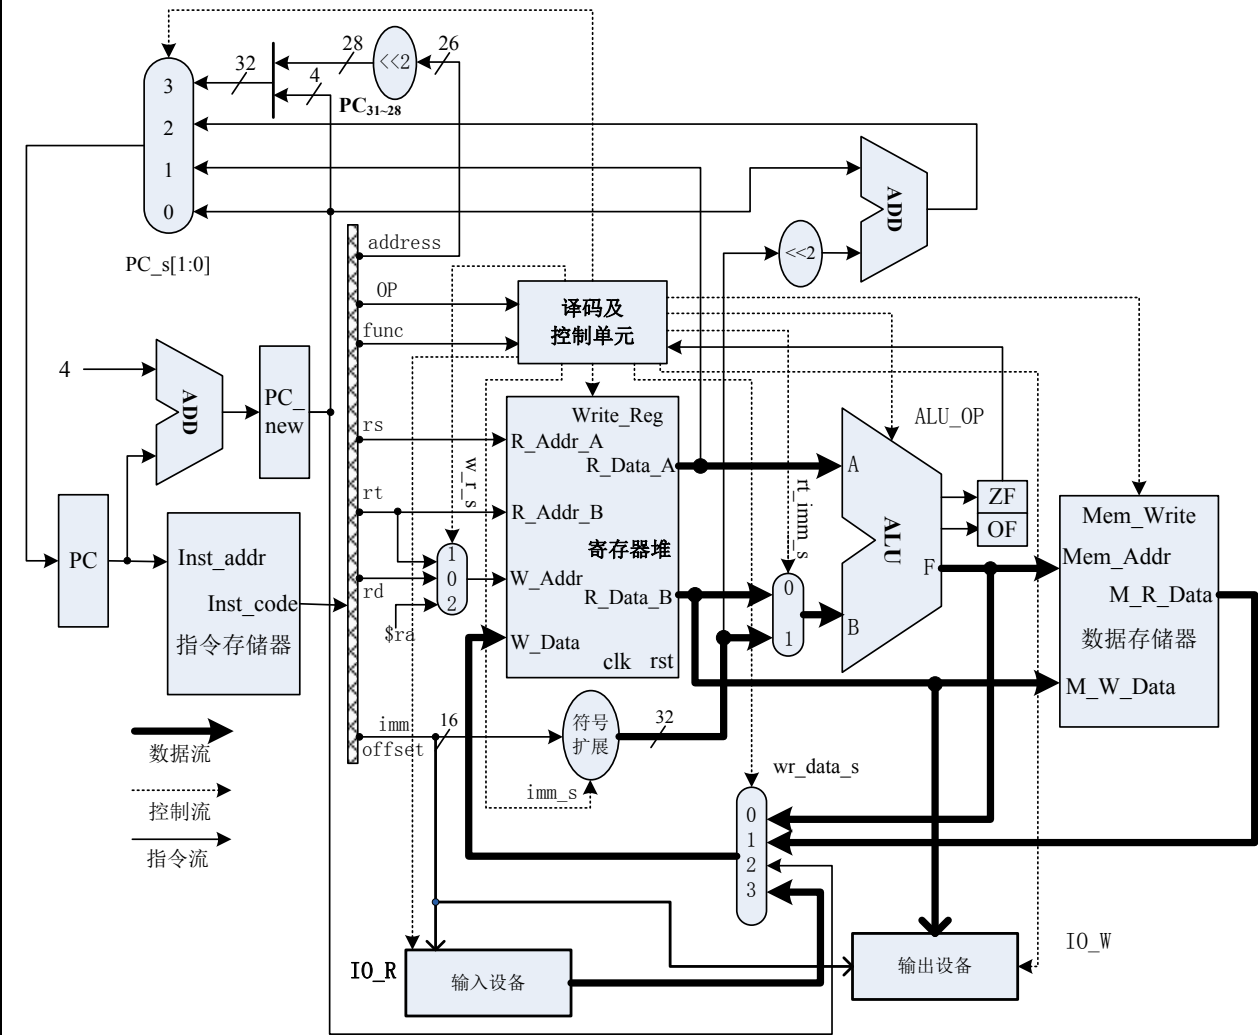 28
26
32
<<2
3
4
PC31~28
2
1
0
PC_s[1:0]
ADD
<<2
address
OP
func
译码及
控制单元
4
ADD
PC_
new
rs
rt
rd
$ra
w_r_s
1
0
2
Write_Reg
R_Addr_A
R_Data_A
R_Addr_B
寄存器堆
W_Addr
R_Data_B
W_Data
clk rst
rt_imm_s
0
1
ALU_OP
A
ALU
F
B
ZF
OF
Mem_Write
Mem_Addr
M_R_Data
数据存储器
M_W_Data
PC
Inst_addr
Inst_code
指令存储器
imm
offset
16
符号
扩展
32
imm_s
wr_data_s
0
1
2
3
数据流
控制流
指令流
IO_R
输入设备
输出设备
IO_W